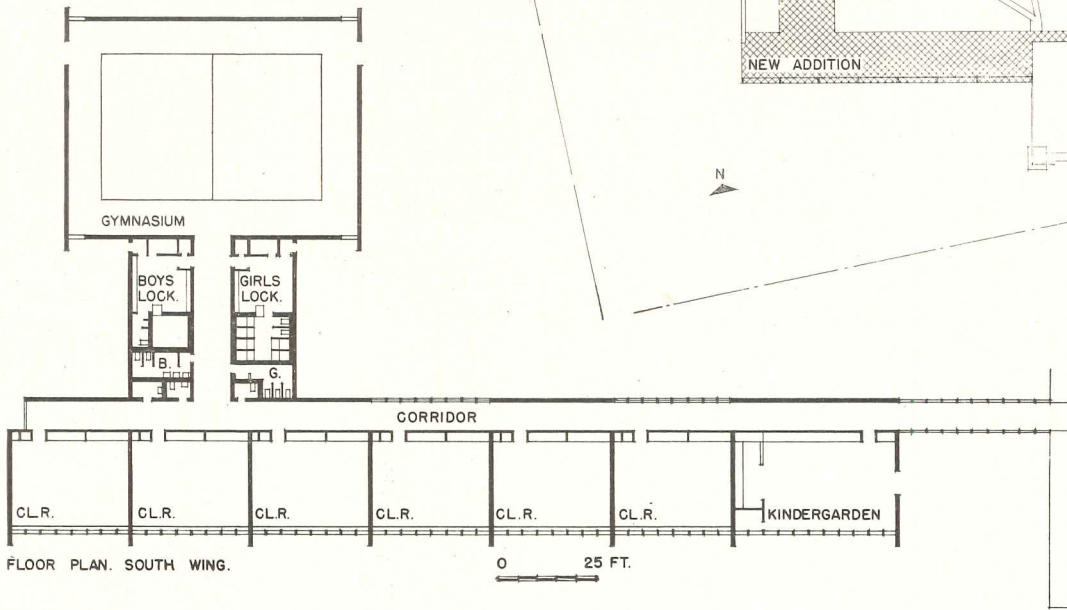 NEW ADDITION
N
GYMNASIUM
BOYS
LOCK.
GIRLS
LOCK.
B.
G.
CORRIDOR
CL.R.
CL.R.
CL.R.
CL.R.
CL.R.
CL.R.
KINDERGARDEN
FLOOR PLAN. SOUTH WING.
0 25 FT.